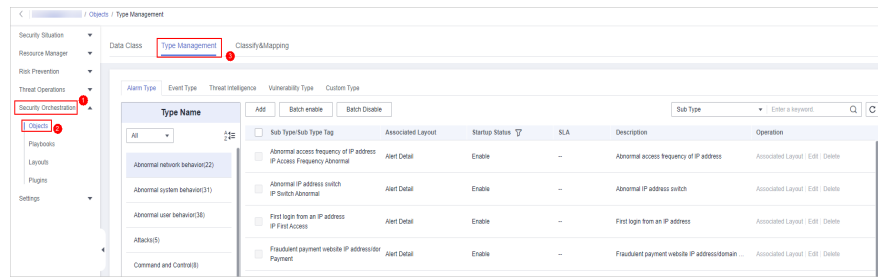 / Objects / Type Management
Security Situation
Resource Manager
Risk Prevention
Threat Operations
Security Orchestration
1
Objects
2
Playbooks
Layouts
Plugins
Settings
Data Class Type Management Classify&Mapping
3
Alarm Type Event Type Threat Intelligence Vulnerability Type Custom Type
Type Name
All
Abnormal network behavior(22)
Abnormal system behavior(31)
Abnormal user behavior(38)
Attacks(5)
Command and Control(8)
Add Batch enable Batch Disable Sub Type Enter a keyword.
Sub Type/Sub Type Tag Associated Layout Startup Status SLA Description Operation
Abnormal access frequency of IP address
IP Access Frequency Abnormal
Alert Detail Enable -- Abnormal access frequency of IP address Associated Layout Edit Delete
Abnormal IP address switch
IP Switch Abnormal
Alert Detail Enable -- Abnormal IP address switch Associated Layout Edit Delete
First login from an IP address
IP First Access
Alert Detail Enable -- First login from an IP address Associated Layout Edit Delete
Fraudulent payment website IP address/dor
Payment
Alert Detail Enable -- Fraudulent payment website IP address/domain ... Associated Layout Edit Delete